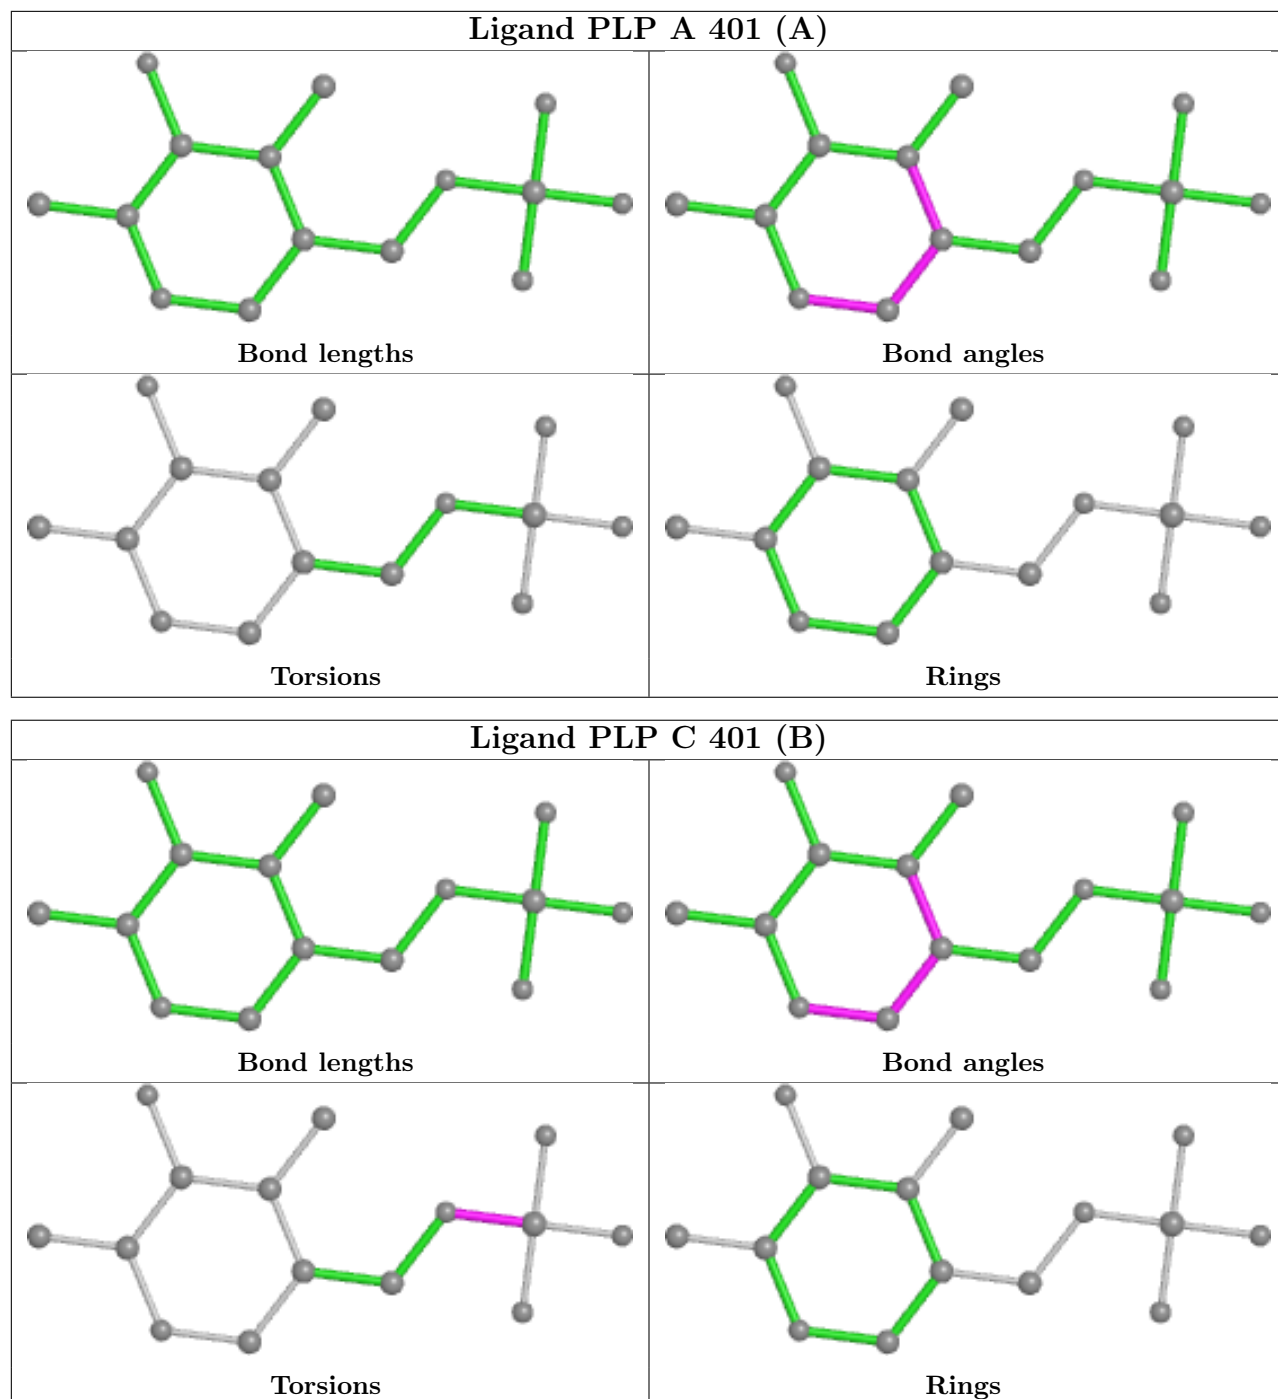 Ligand PLP A 401 (A)
Bond lengths
Bond angles
Torsions
Rings
Ligand PLP C 401 (B)
Bond lengths
Bond angles
Torsions
Rings